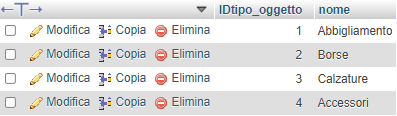 IDtipo_oggetto nome
Modifica Copia Elimina 1 Abbigliamento
Modifica Copia Elimina 2 Borse
Modifica Copia Elimina 3 Calzature
Modifica Copia Elimina 4 Accessori